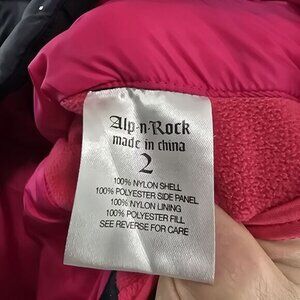 Alp-n-Rock
made in china
2
100% NYLON SHELL
100% POLYESTER SIDE PANEL
100% NYLON LINING
100% POLYESTER FILL
SEE REVERSE FOR CARE